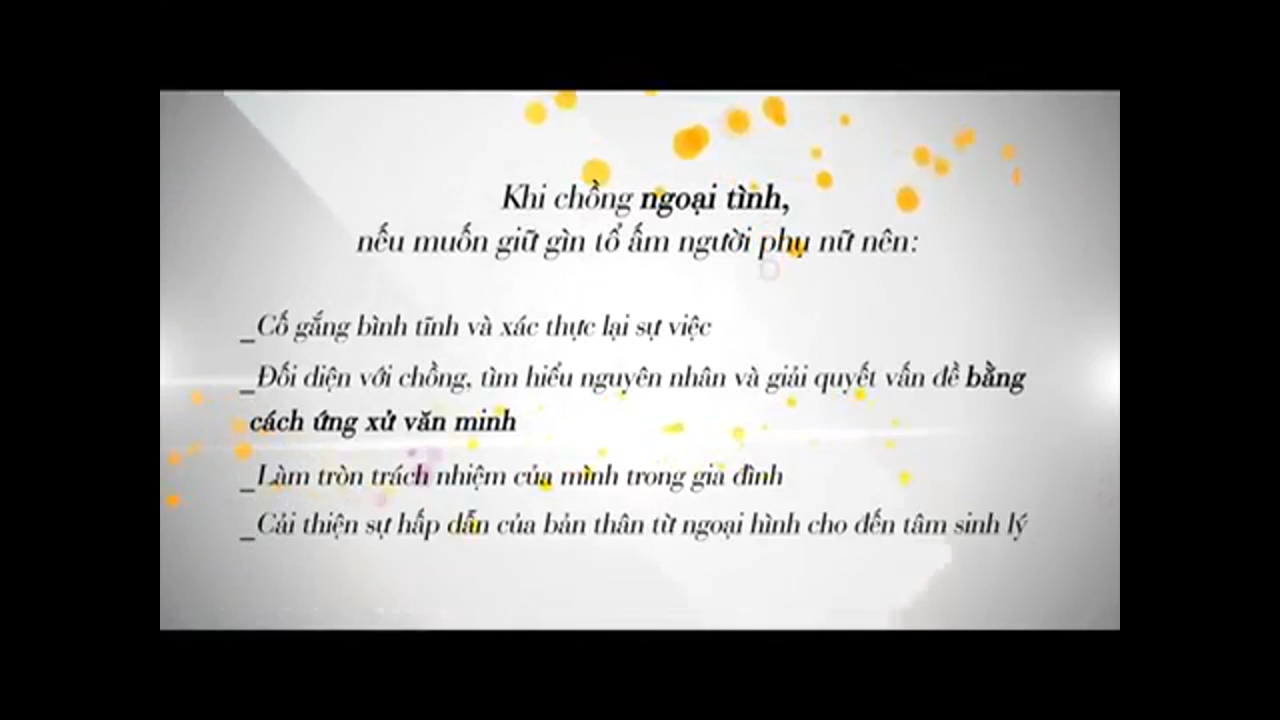 Khi chồng ngoại tình,
nếu muốn giữ gìn tổ ấm người phụ nữ nên:
_Cố gắng bình tĩnh và xác thực lại sự việc
_Đối diện với chồng, tìm hiểu nguyên nhân và giải quyết vấn đề bằng
cách ứng xử văn minh
_Làm tròn trách nhiệm của mình trong gia đình
_Cải thiện sự hấp dẫn của bản thân từ ngoại hình cho đến tâm sinh lý